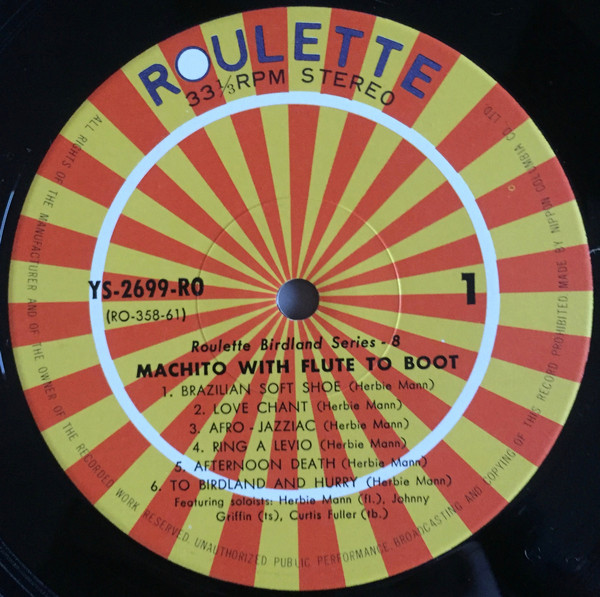 ROULETTE
33 1/3 RPM STEREO
YS-2699-RO
(RO-358-61)
1
Roulette Birdland Series - 8
MACHITO WITH FLUTE TO BOOT
1. BRAZILIAN SOFT SHOE (Herbie Mann)
2. LOVE CHANT (Herbie Mann)
3. AFRO - JAZZIAC (Herbie Mann)
4. RING A LEVIO (Herbie Mann)
5. AFTERNOON DEATH (Herbie Mann)
6. TO BIRDLAND AND HURRY (Herbie Mann)
Featuring soloists: Herbie Mann (fl.), Johnny
Griffin (ts), Curtis Fuller (tb.)
ALL RIGHTS OF THE MANUFACTURER AND OF THE OWNER OF THE RECORDED WORK RESERVED. UNAUTHORIZED PUBLIC PERFORMANCE. BROADCASTING AND COPYING OF THIS RECORD PROHIBITED. MADE BY NIPPON COLUMBIA CO. LTD.